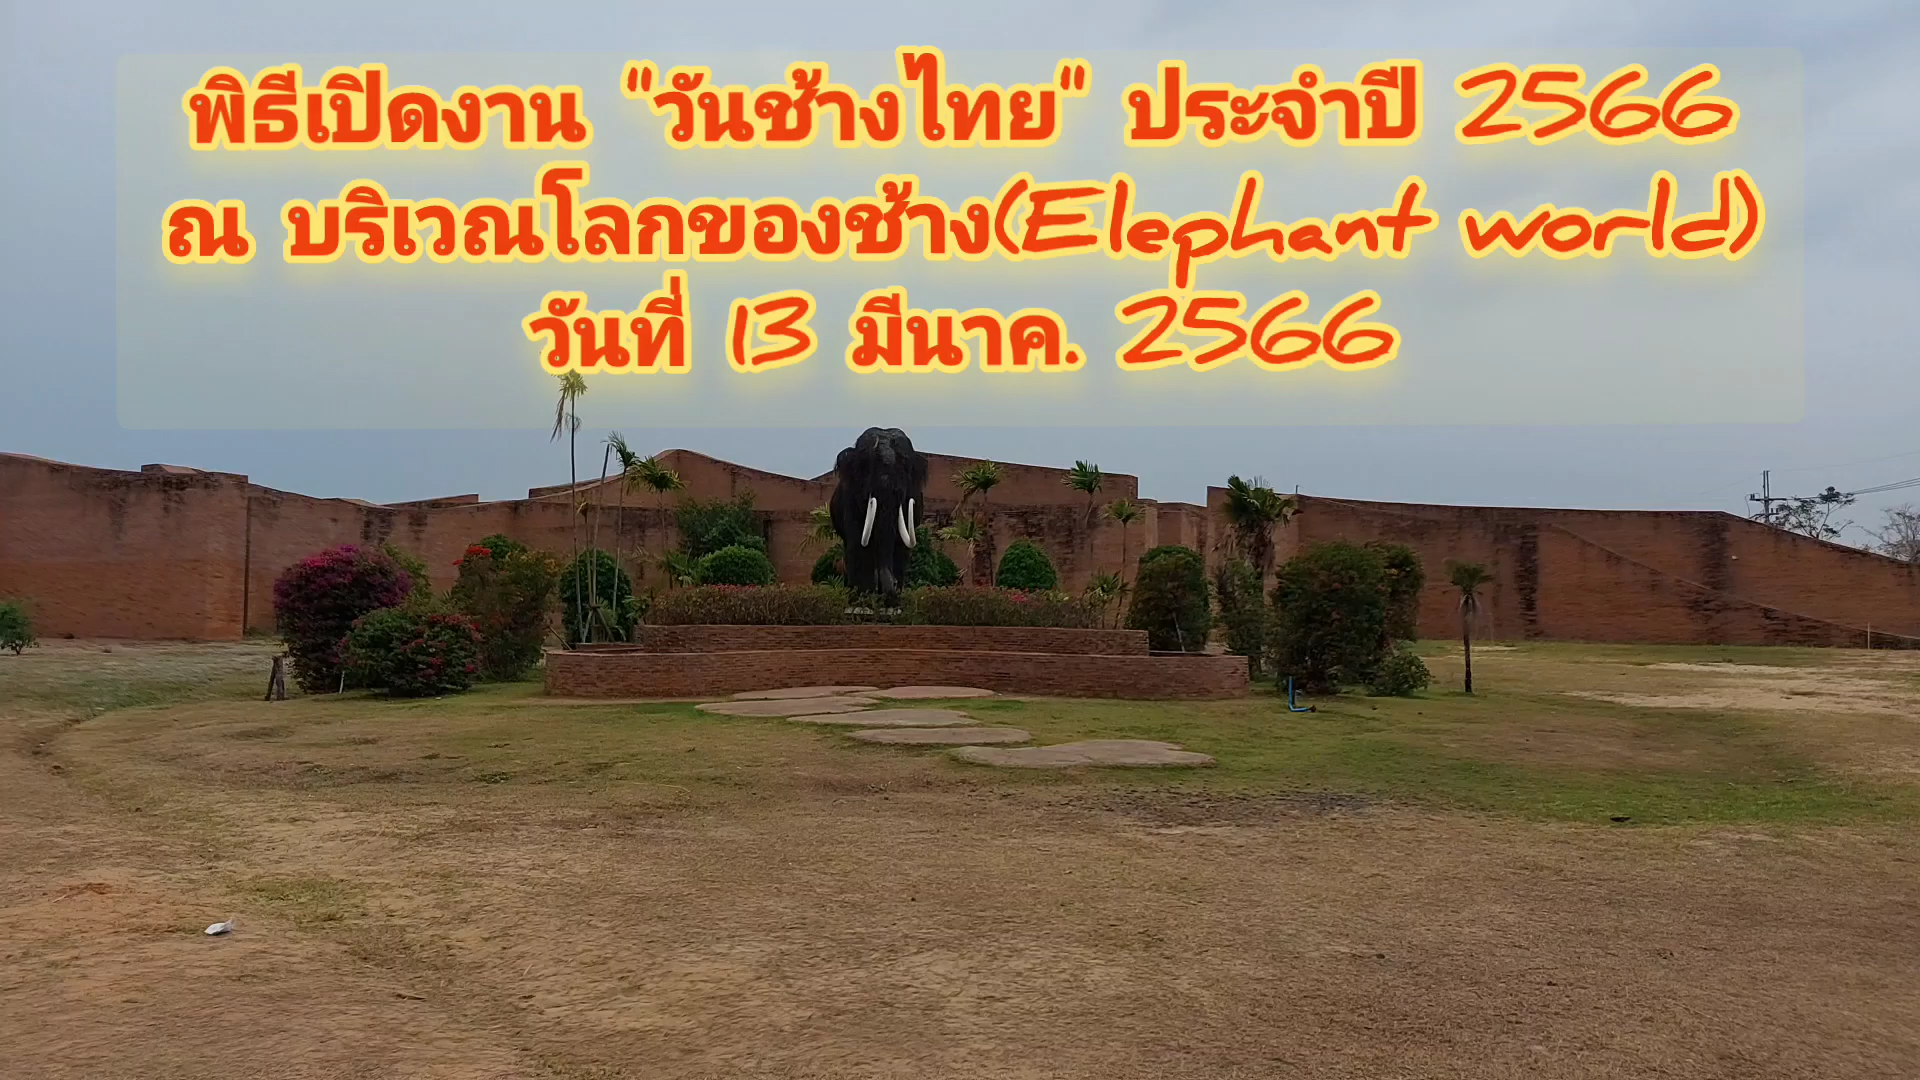 พิธีเปิดงาน "วันช้างไทย" ประจำปี 2566
ณ บริเวณโลกของช้าง(Elephant world)
วันที่ 13 มีนาค. 2566